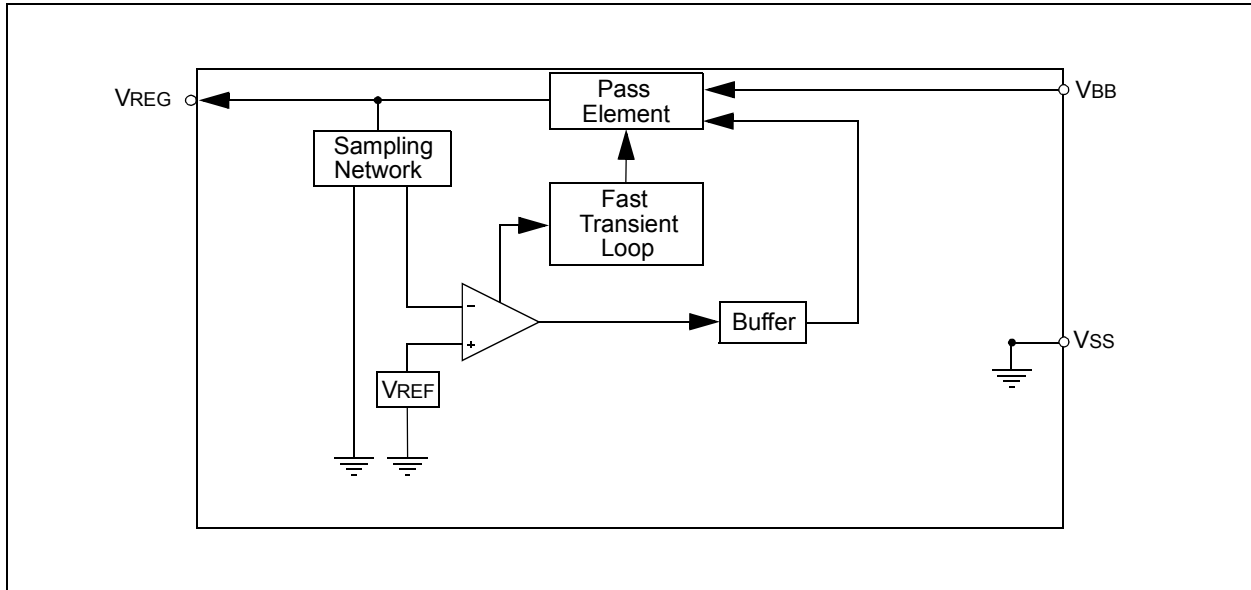 VREG
Pass
Element
VBB
Sampling
Network
Fast
Transient
Loop
–
+
Buffer
VSS
VREF